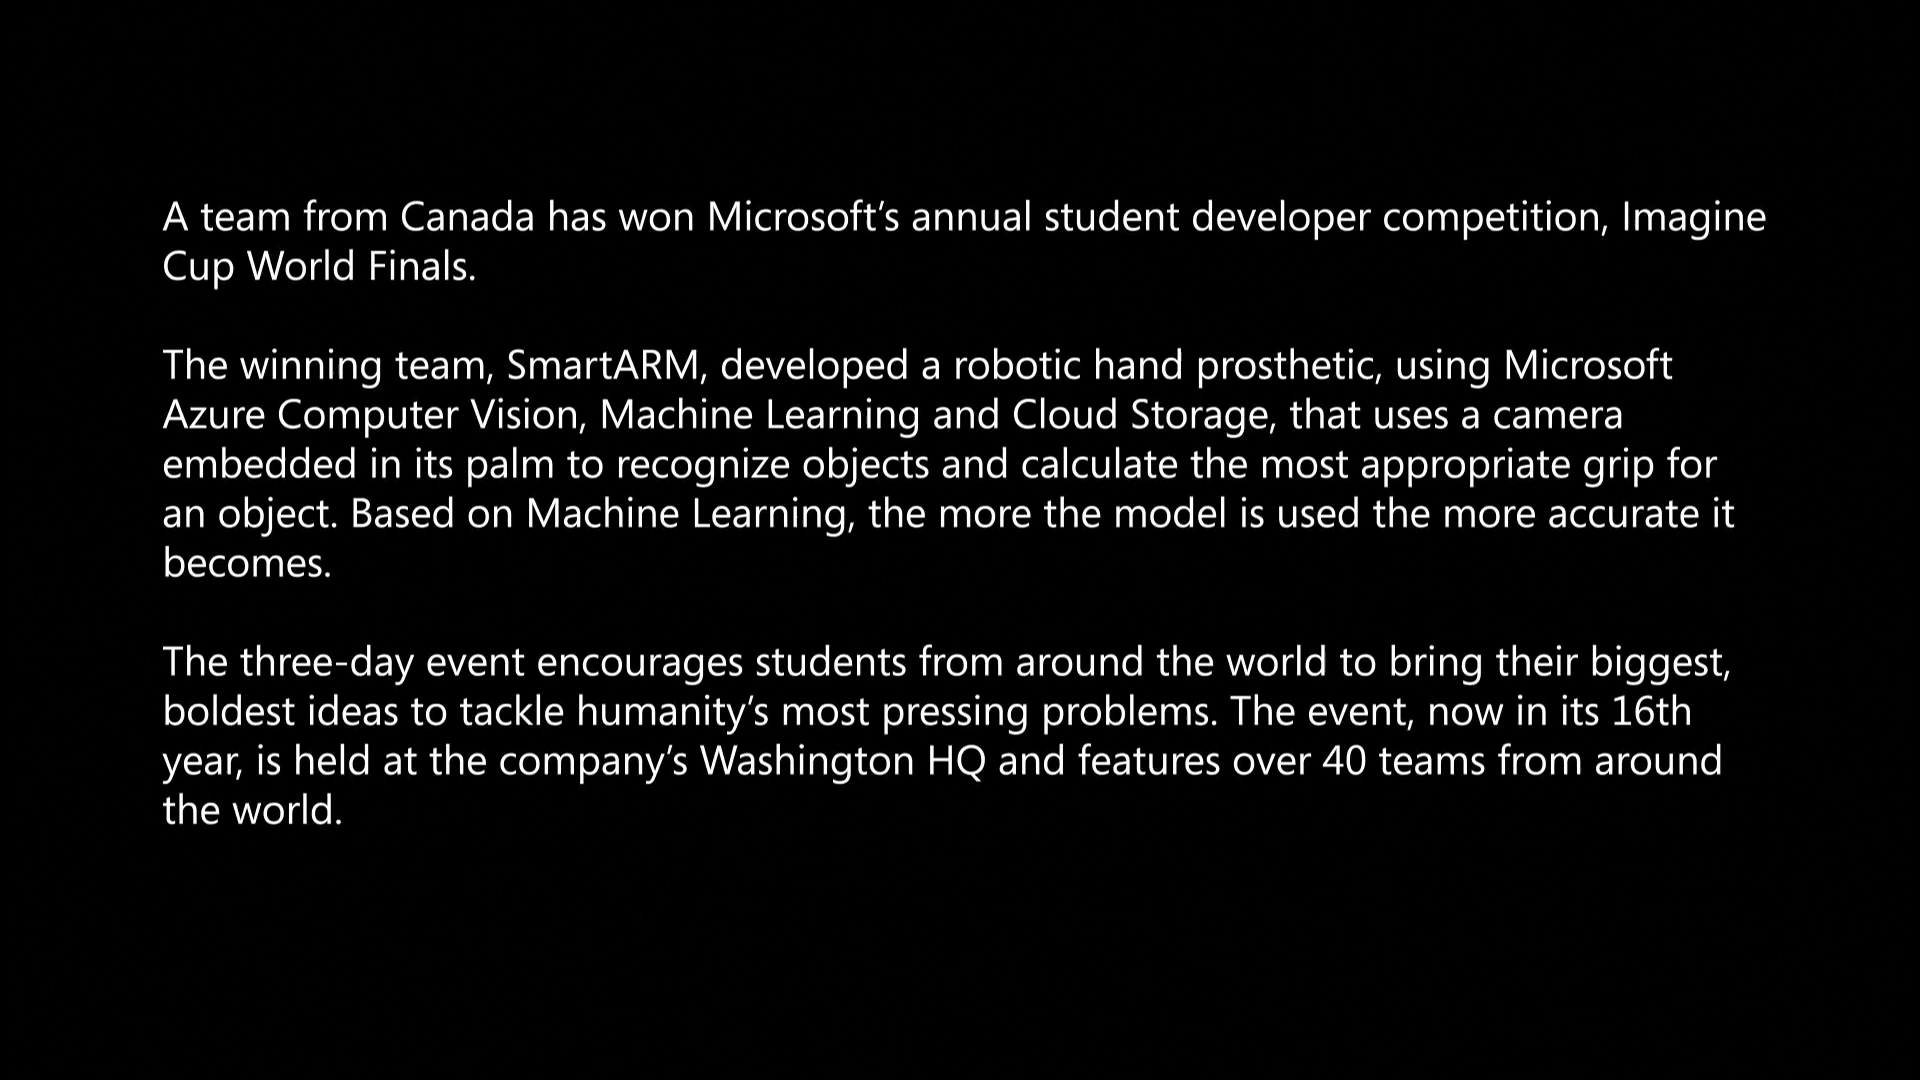 A team from Canada has won Microsoft’s annual student developer competition, Imagine
Cup World Finals.
The winning team, SmartARM, developed a robotic hand prosthetic, using Microsoft
Azure Computer Vision, Machine Learning and Cloud Storage, that uses a camera
embedded in its palm to recognize objects and calculate the most appropriate grip for
an object. Based on Machine Learning, the more the model is used the more accurate it
becomes.
The three-day event encourages students from around the world to bring their biggest,
boldest ideas to tackle humanity’s most pressing problems. The event, now in its 16th
year, is held at the company’s Washington HQ and features over 40 teams from around
the world.